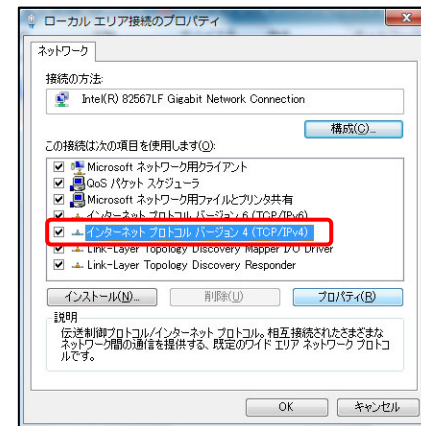 ローカル エリア接続のプロパティ
ネットワーク
接続の方法:
Intel(R) 82567LF Gigabit Network Connection
構成(C)...
この接続は次の項目を使用します(O):
Microsoft ネットワーク用クライアント
QoS パケット スケジューラ
Microsoft ネットワーク用ファイルとプリンタ共有
インターネット プロトコル バージョン 6 (TCP/IPv6)
インターネット プロトコル バージョン 4 (TCP/IPv4)
Link-Layer Topology Discovery Mapper I/O Driver
Link-Layer Topology Discovery Responder
インストール(N)...
削除(U)
プロパティ(R)
説明
伝送制御プロトコル/インターネット プロトコル。相互接続されたさまざまな
ネットワーク間の通信を提供する、既定のワイド エリア ネットワーク プロトコ
ルです。
OK
キャンセル